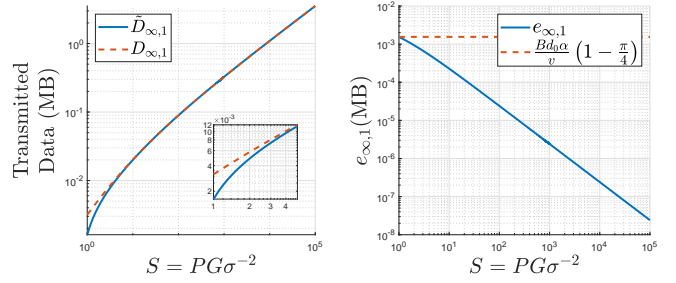 Transmitted
Data (MB)
D̃∞,1
D∞,1
10⁰
10⁻¹
10⁻²
×10⁻³
12
10
8
6
4
2
1 2 3 4
10⁰ 10⁵
S = PGσ⁻²
e∞,1(MB)
e∞,1
Bd₀α/v (1 − π/4)
10⁻²
10⁻³
10⁻⁴
10⁻⁵
10⁻⁶
10⁻⁷
10⁻⁸
10⁰ 10¹ 10² 10³ 10⁴ 10⁵
S = PGσ⁻²